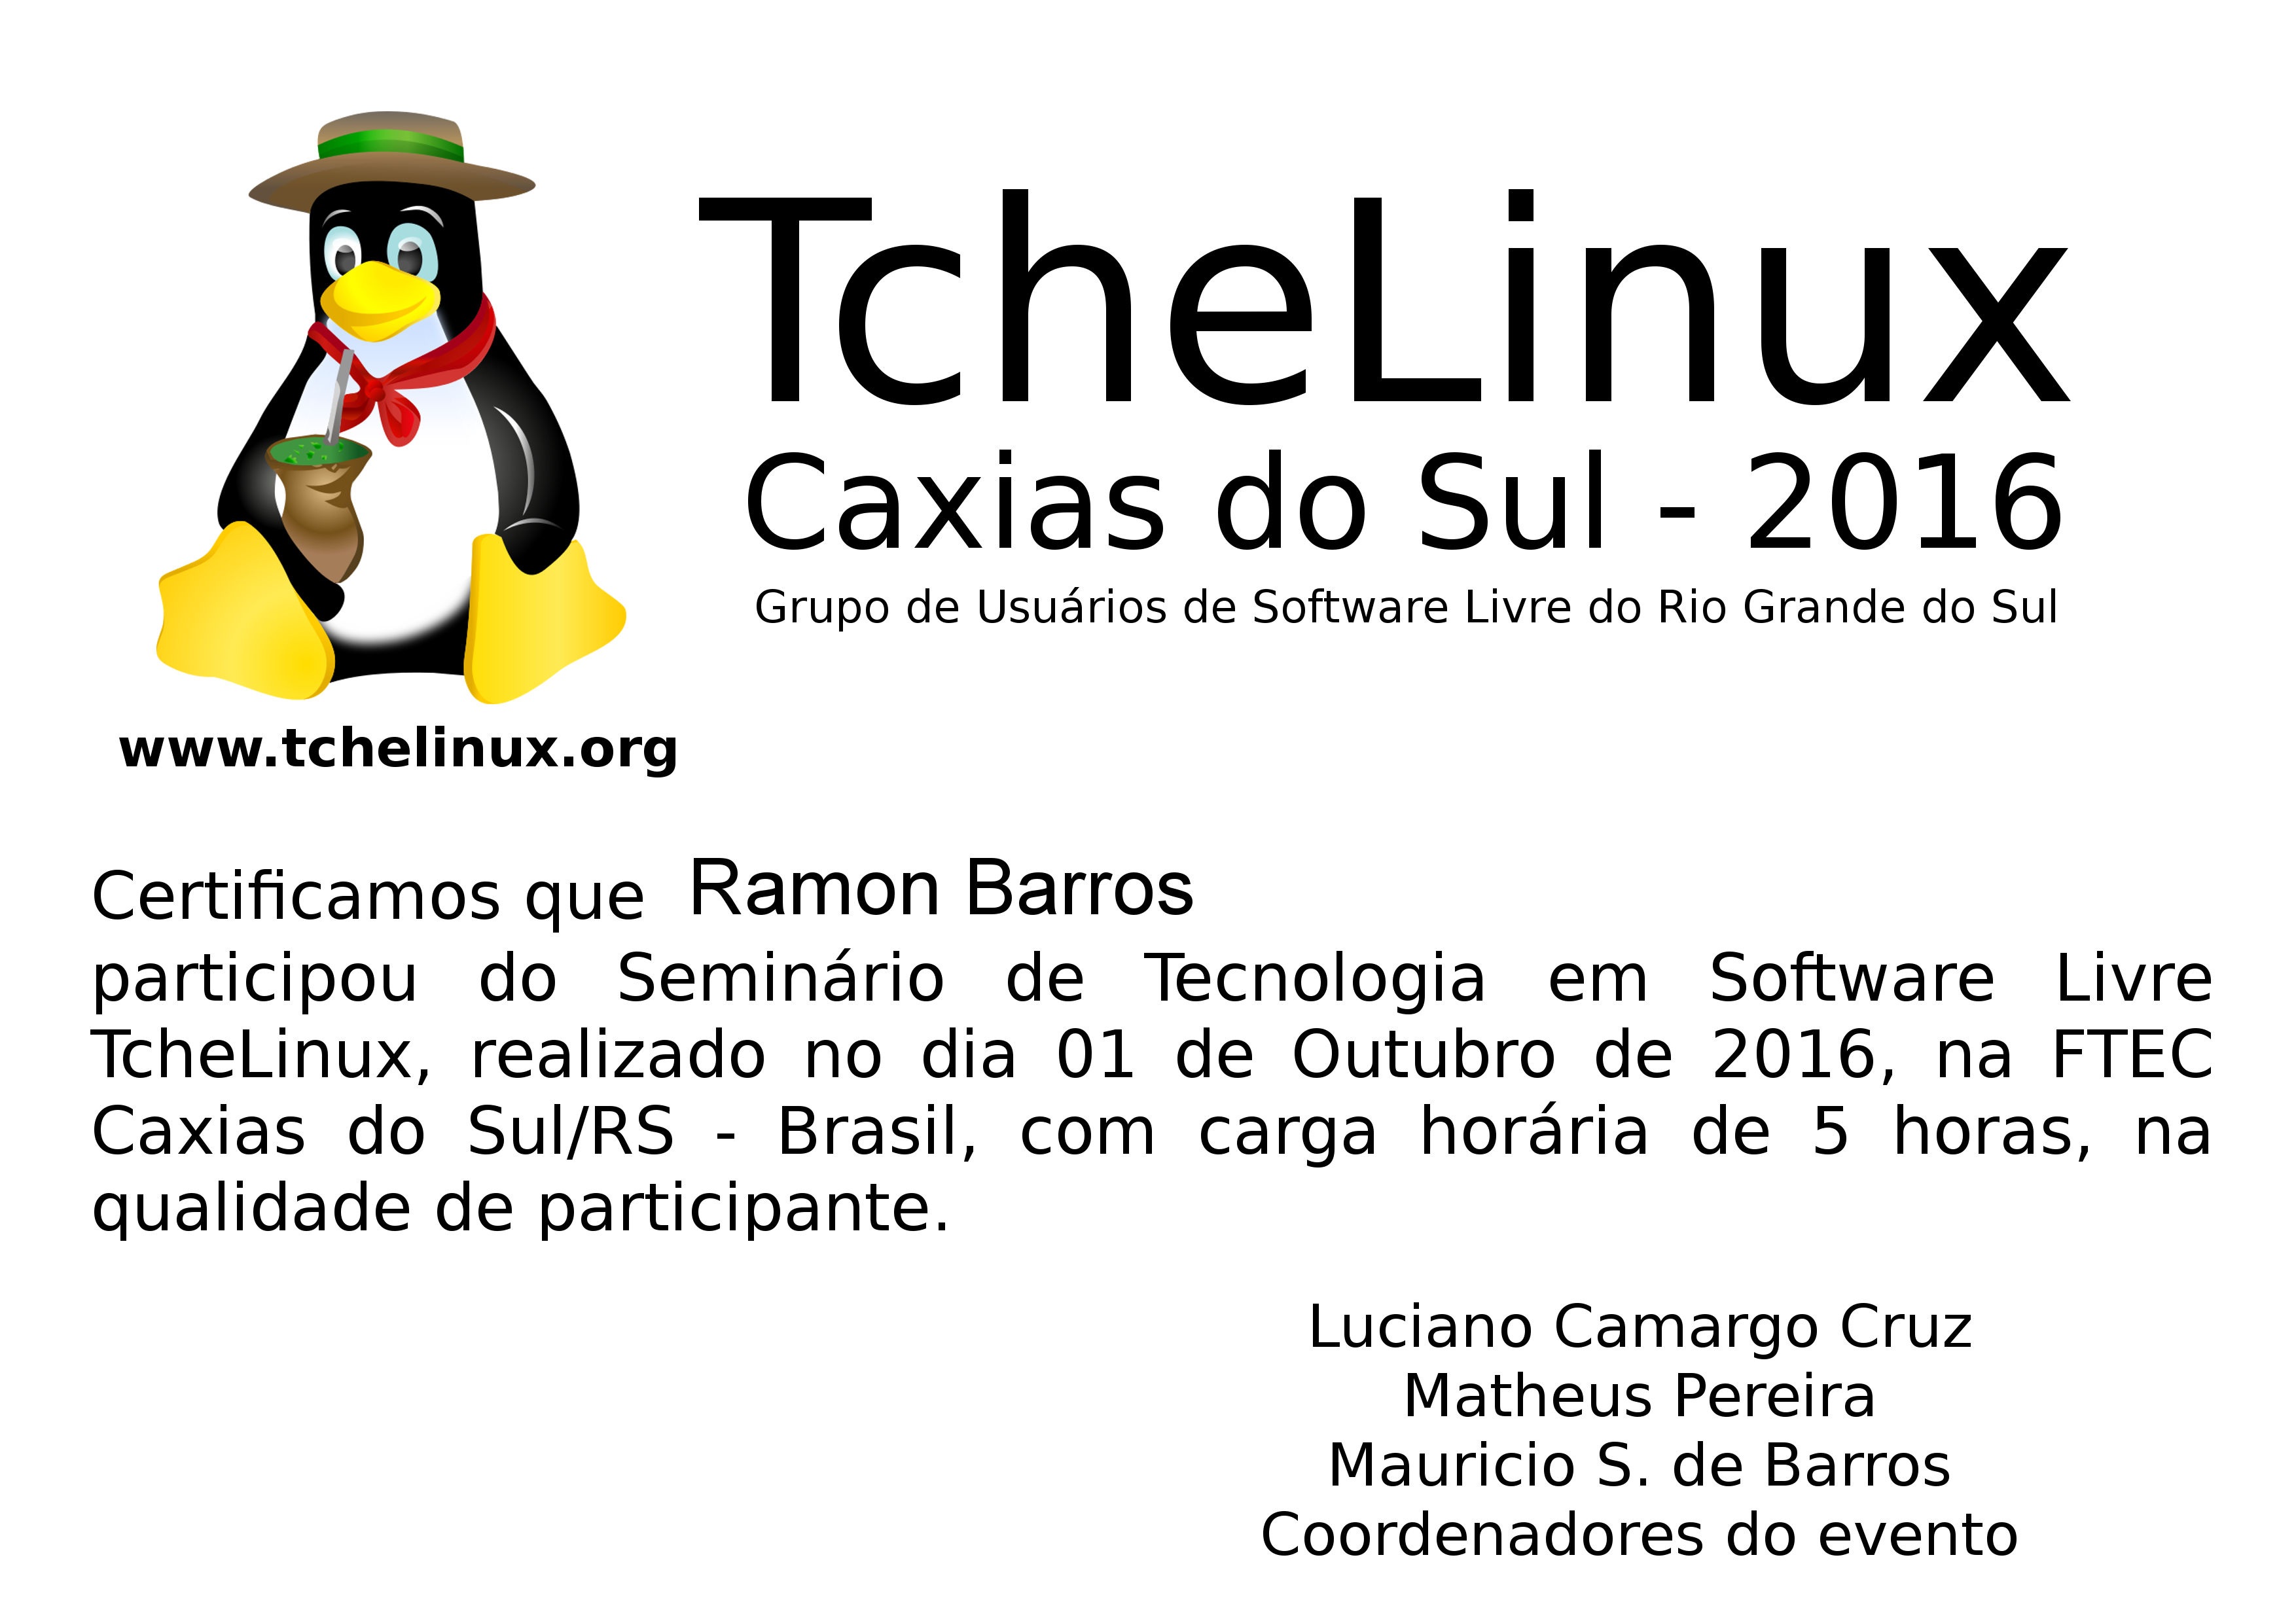 TcheLinux
Caxias do Sul - 2016
Grupo de Usuários de Software Livre do Rio Grande do Sul
www.tchelinux.org
Certificamos que Ramon Barros
participou do Seminário de Tecnologia em Software Livre
TcheLinux, realizado no dia 01 de Outubro de 2016, na FTEC
Caxias do Sul/RS - Brasil, com carga horária de 5 horas, na
qualidade de participante.
Luciano Camargo Cruz
Matheus Pereira
Mauricio S. de Barros
Coordenadores do evento